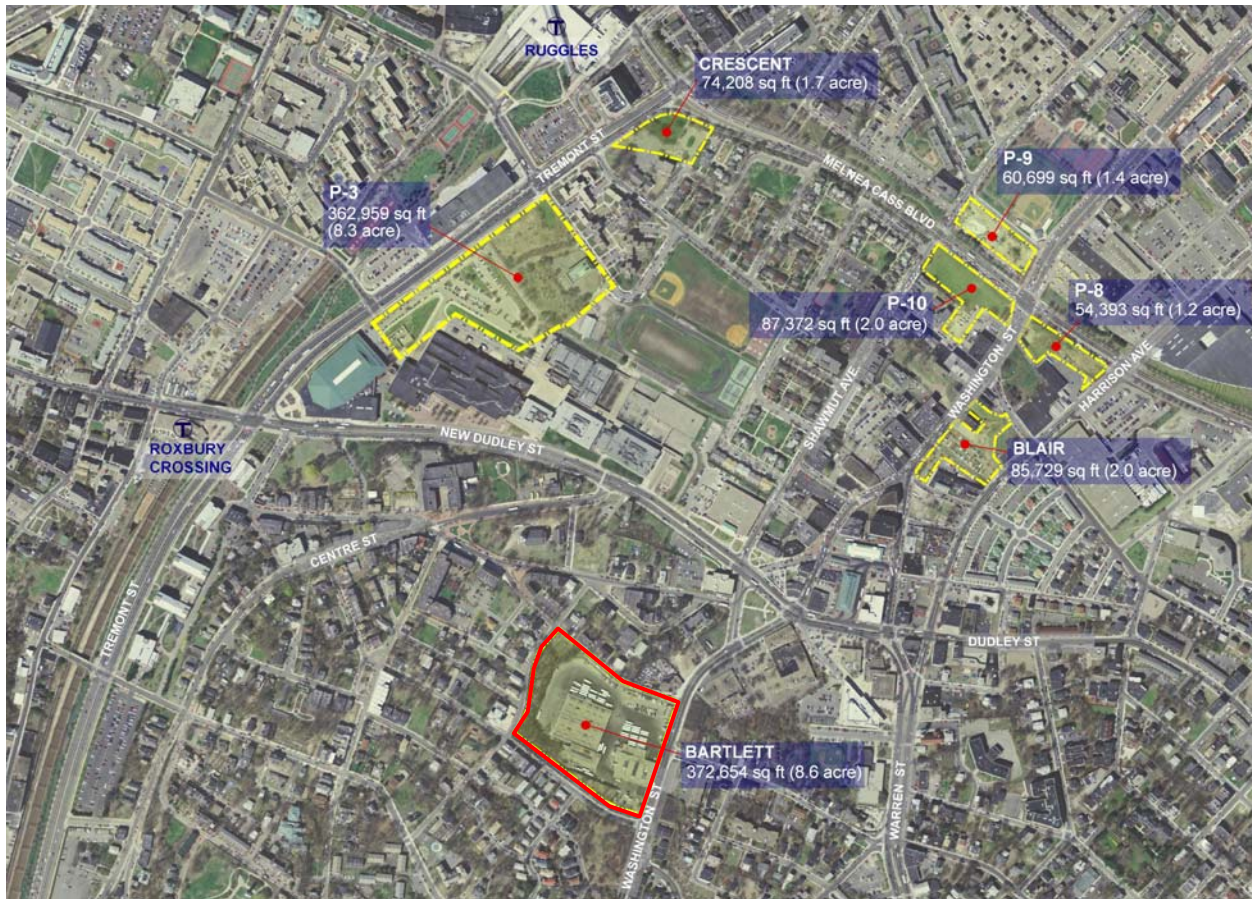 T
RUGGLES
CRESCENT
74,208 sq ft (1.7 acre)
TREMONT ST
MELNEA CASS BLVD
P-9
60,699 sq ft (1.4 acre)
P-3
362,959 sq ft
(8.3 acre)
P-10
87,372 sq ft (2.0 acre)
P-8
54,393 sq ft (1.2 acre)
WASHINGTON ST
HARRISON AVE
SHAWMUT AVE
T
ROXBURY
CROSSING
NEW DUDLEY ST
BLAIR
85,729 sq ft (2.0 acre)
CENTRE ST
TREMONT ST
DUDLEY ST
BARTLETT
372,654 sq ft (8.6 acre)
WASHINGTON ST
WARREN ST